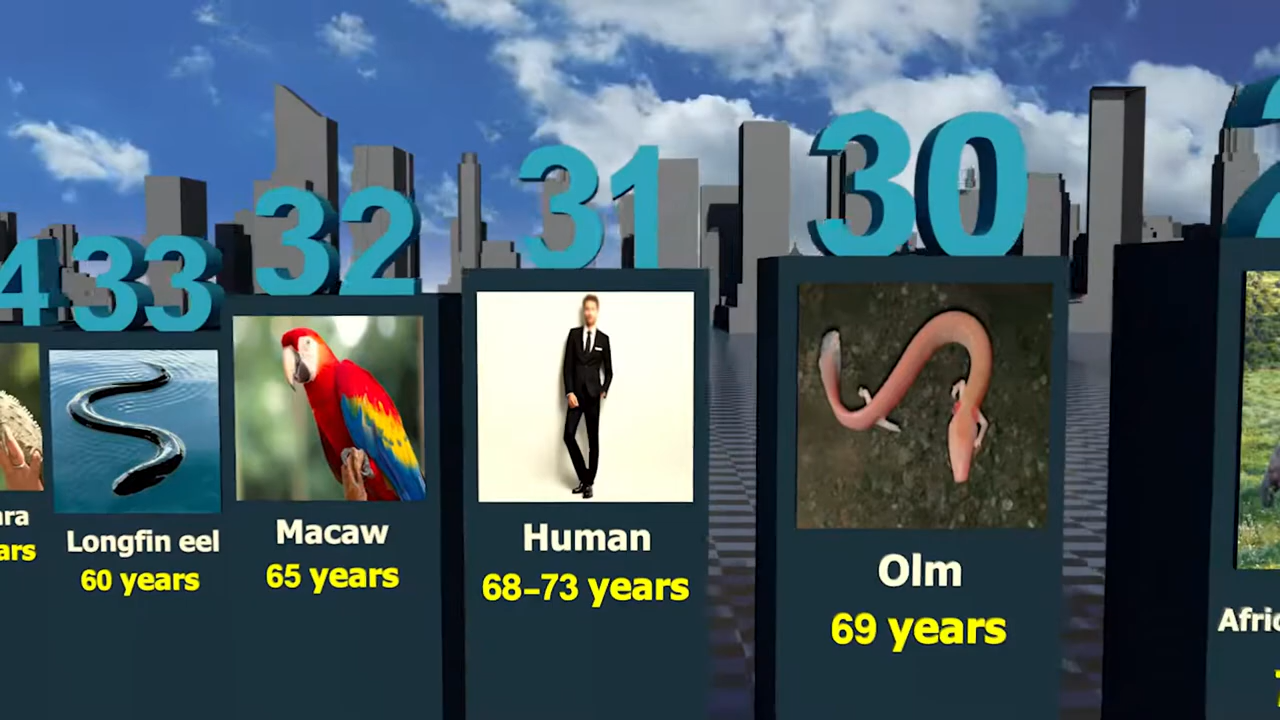 33
32
31
30
Longfin eel
60 years
Macaw
65 years
Human
68–73 years
Olm
69 years